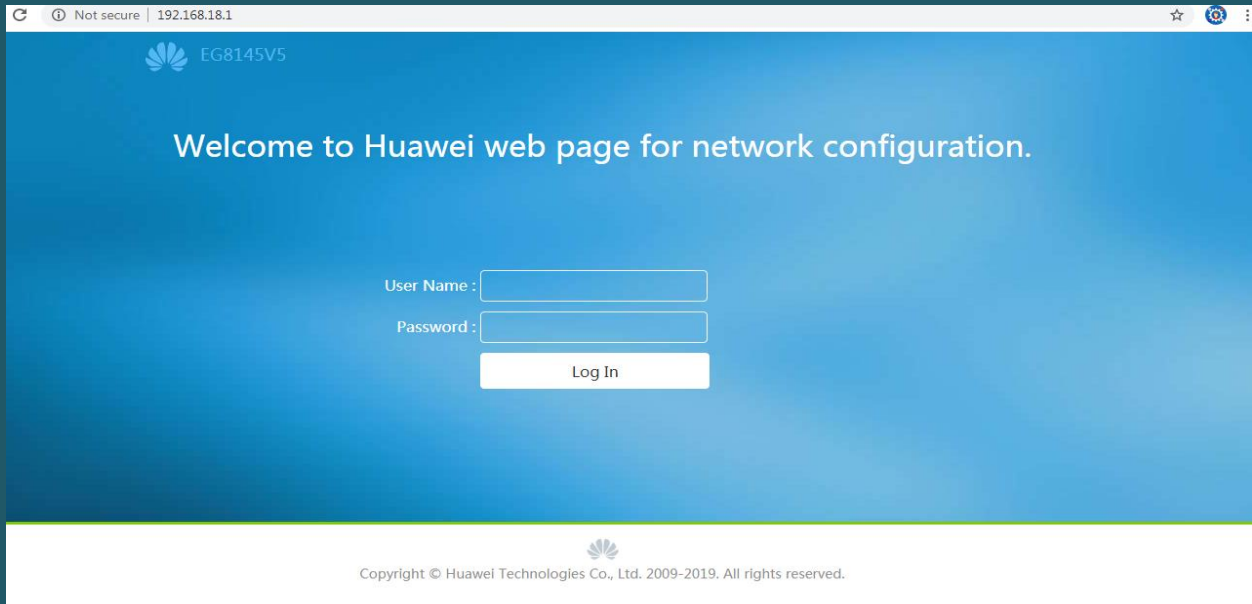 Not secure | 192.168.18.1
EG8145V5
Welcome to Huawei web page for network configuration.
User Name :
Password :
Log In
Copyright © Huawei Technologies Co., Ltd. 2009-2019. All rights reserved.